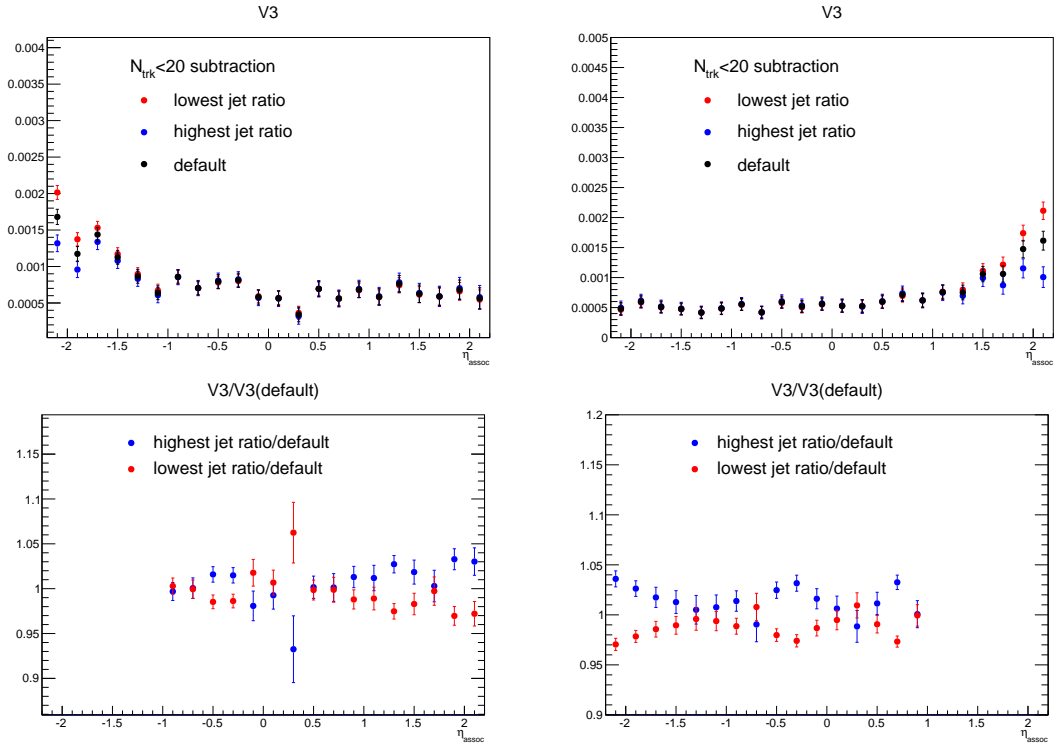 V3
0.004
0.0035
0.003
0.0025
0.002
0.0015
0.001
0.0005
N_trk<20 subtraction
lowest jet ratio
highest jet ratio
default
-2 -1.5 -1 -0.5 0 0.5 1 1.5 2
η_assoc
V3
0.005
0.0045
0.004
0.0035
0.003
0.0025
0.002
0.0015
0.001
0.0005
0
N_trk<20 subtraction
lowest jet ratio
highest jet ratio
default
-2 -1.5 -1 -0.5 0 0.5 1 1.5 2
η_assoc
V3/V3(default)
1.15
1.1
1.05
1
0.95
0.9
highest jet ratio/default
lowest jet ratio/default
-2 -1.5 -1 -0.5 0 0.5 1 1.5 2
η_assoc
V3/V3(default)
1.2
1.15
1.1
1.05
1
0.95
0.9
highest jet ratio/default
lowest jet ratio/default
-2 -1.5 -1 -0.5 0 0.5 1 1.5 2
η_assoc